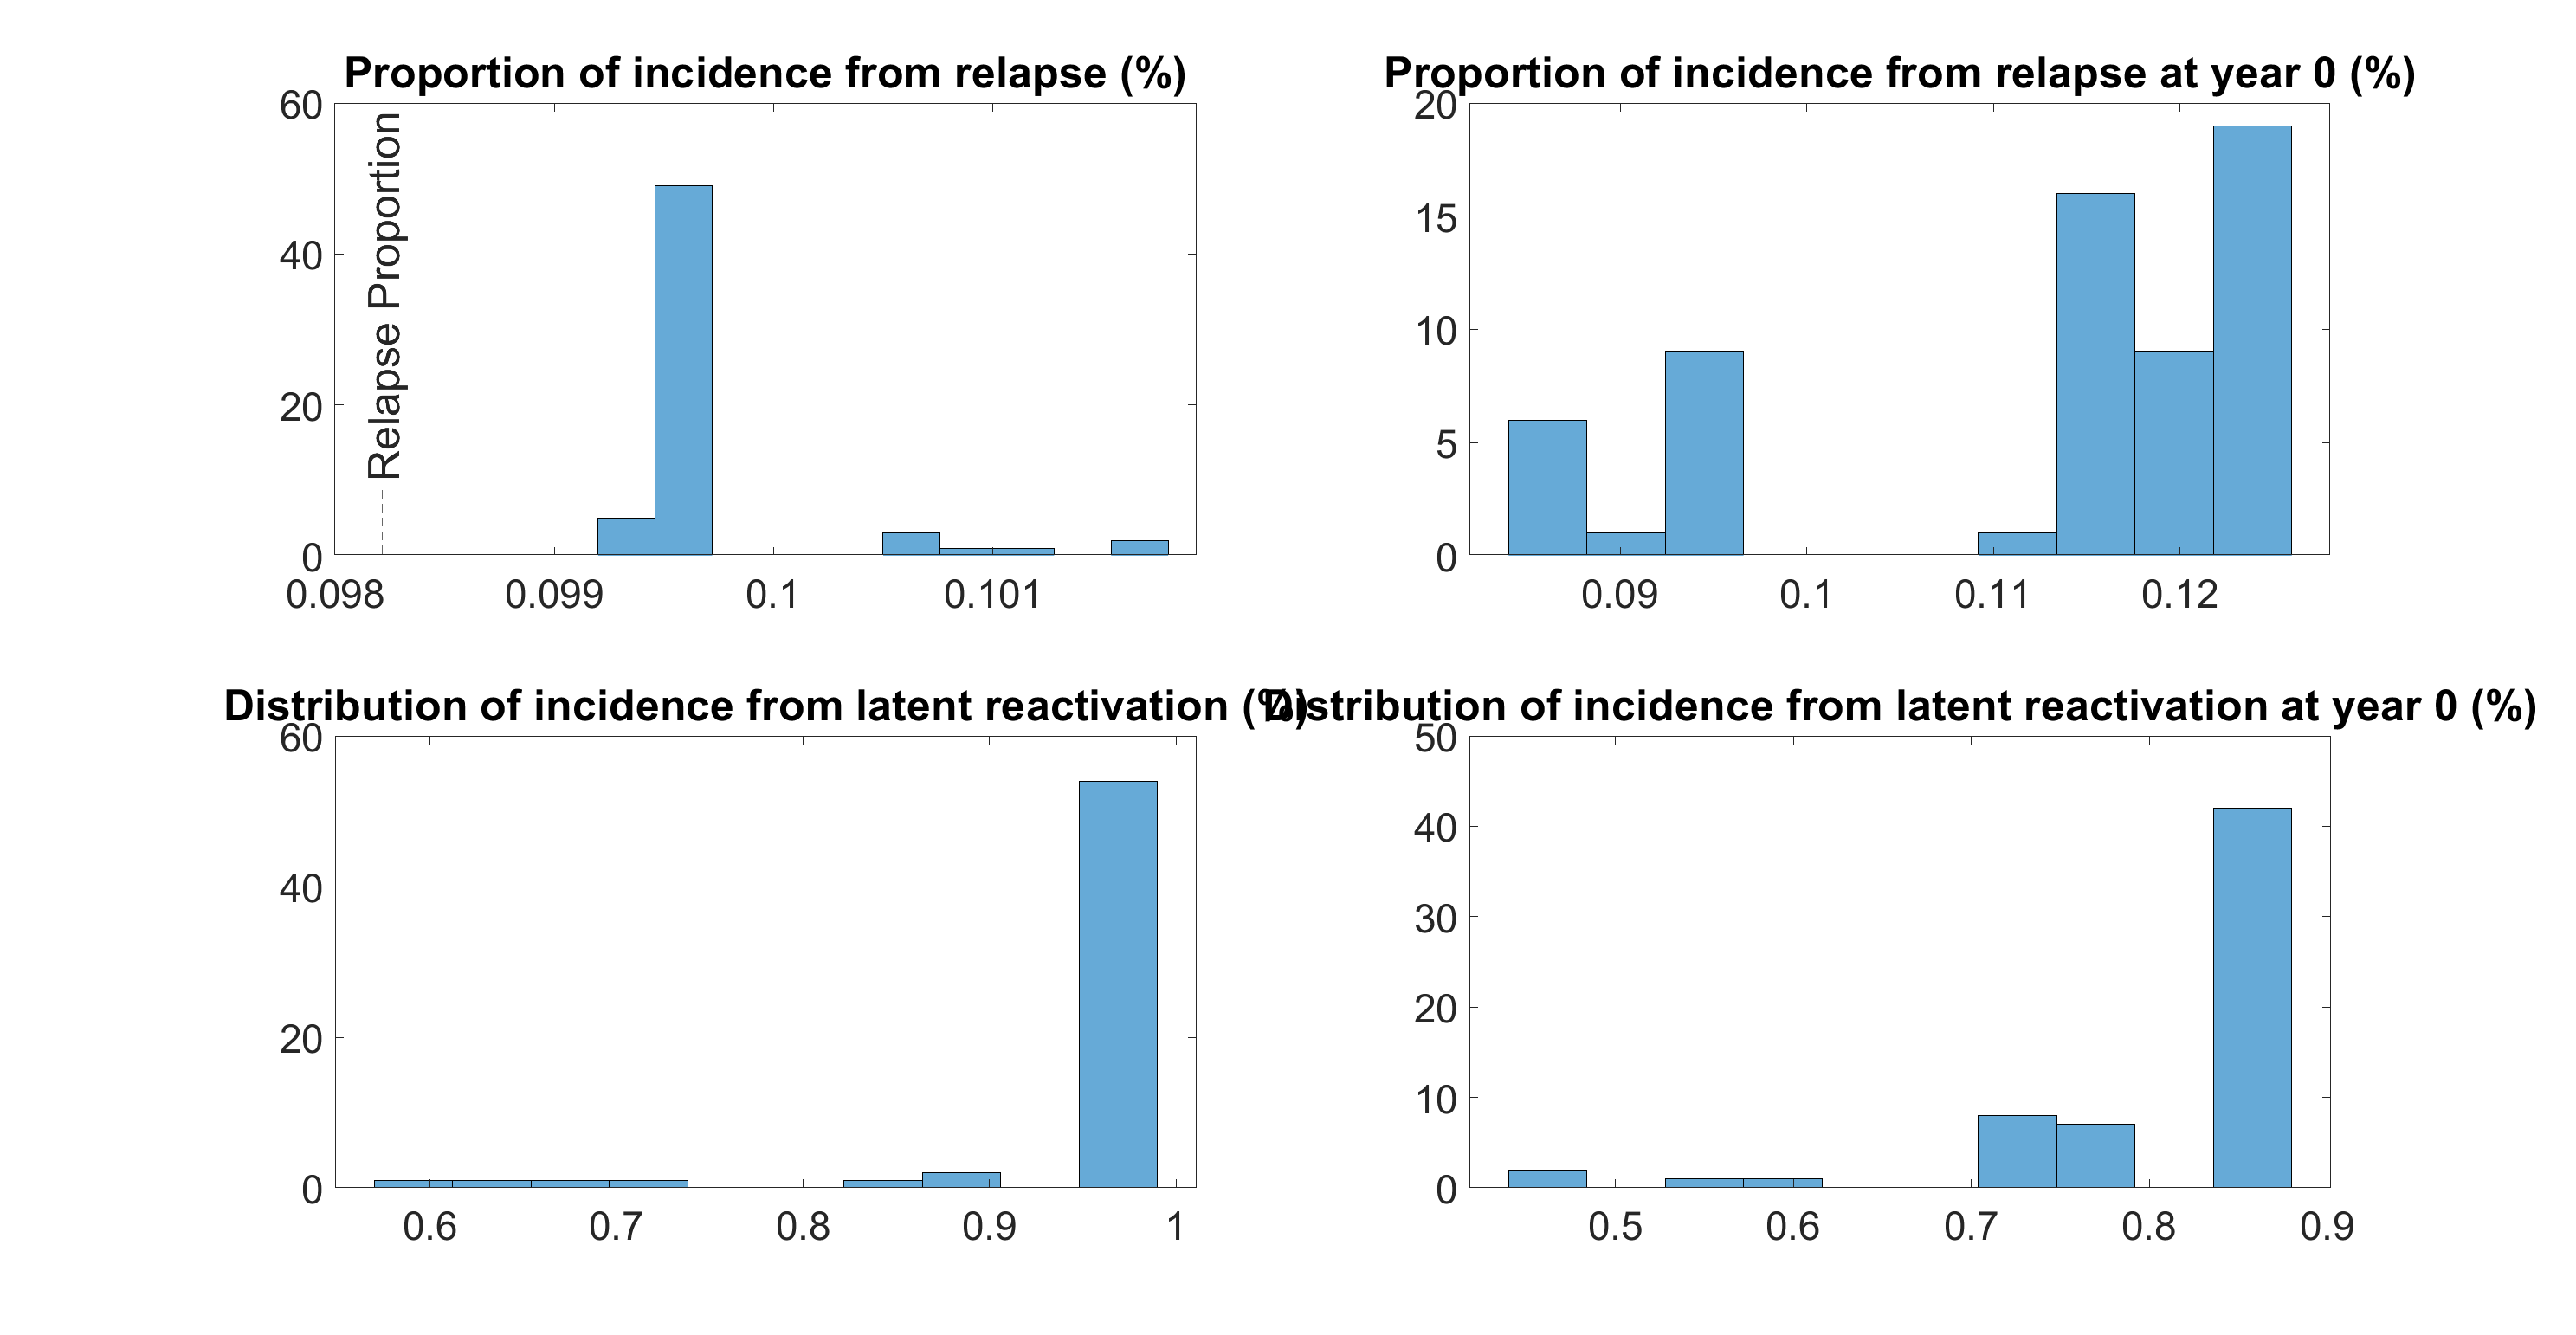 Proportion of incidence from relapse (%)
60
40
20
0
Relapse Proportion
0.098 0.099 0.1 0.101
Proportion of incidence from relapse at year 0 (%)
20
15
10
5
0
0.09 0.1 0.11 0.12
Distribution of incidence from latent reactivation (%)
60
40
20
0
0.6 0.7 0.8 0.9 1
Distribution of incidence from latent reactivation at year 0 (%)
50
40
30
20
10
0
0.5 0.6 0.7 0.8 0.9